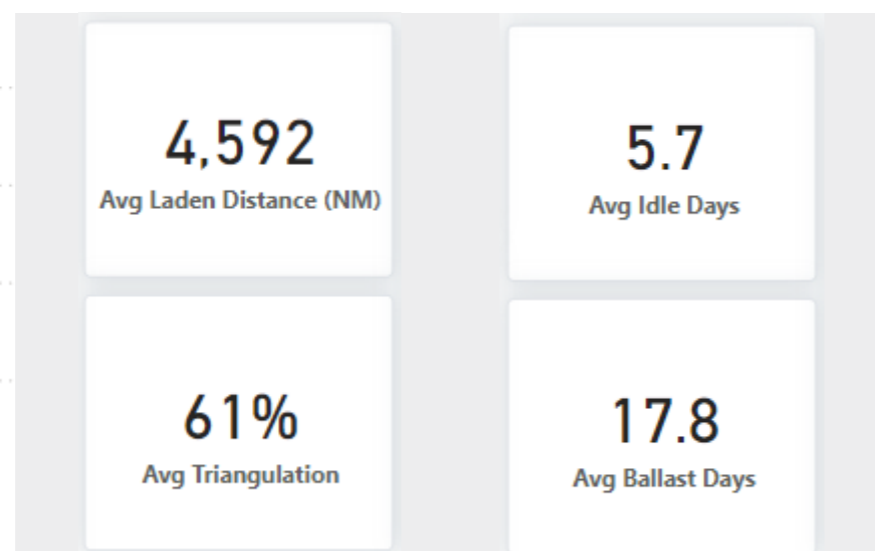 4,592
Avg Laden Distance (NM)
5.7
Avg Idle Days
61%
Avg Triangulation
17.8
Avg Ballast Days